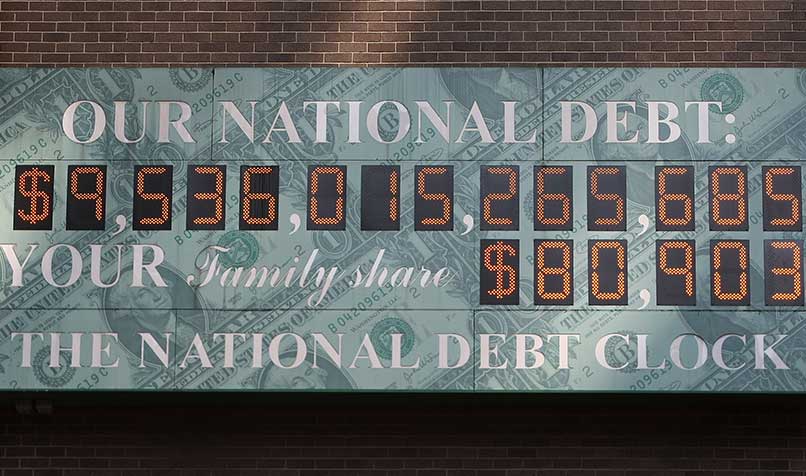 OUR NATIONAL DEBT:
$9,536,015,265,685
YOUR Family share $80,903
THE NATIONAL DEBT CLOCK